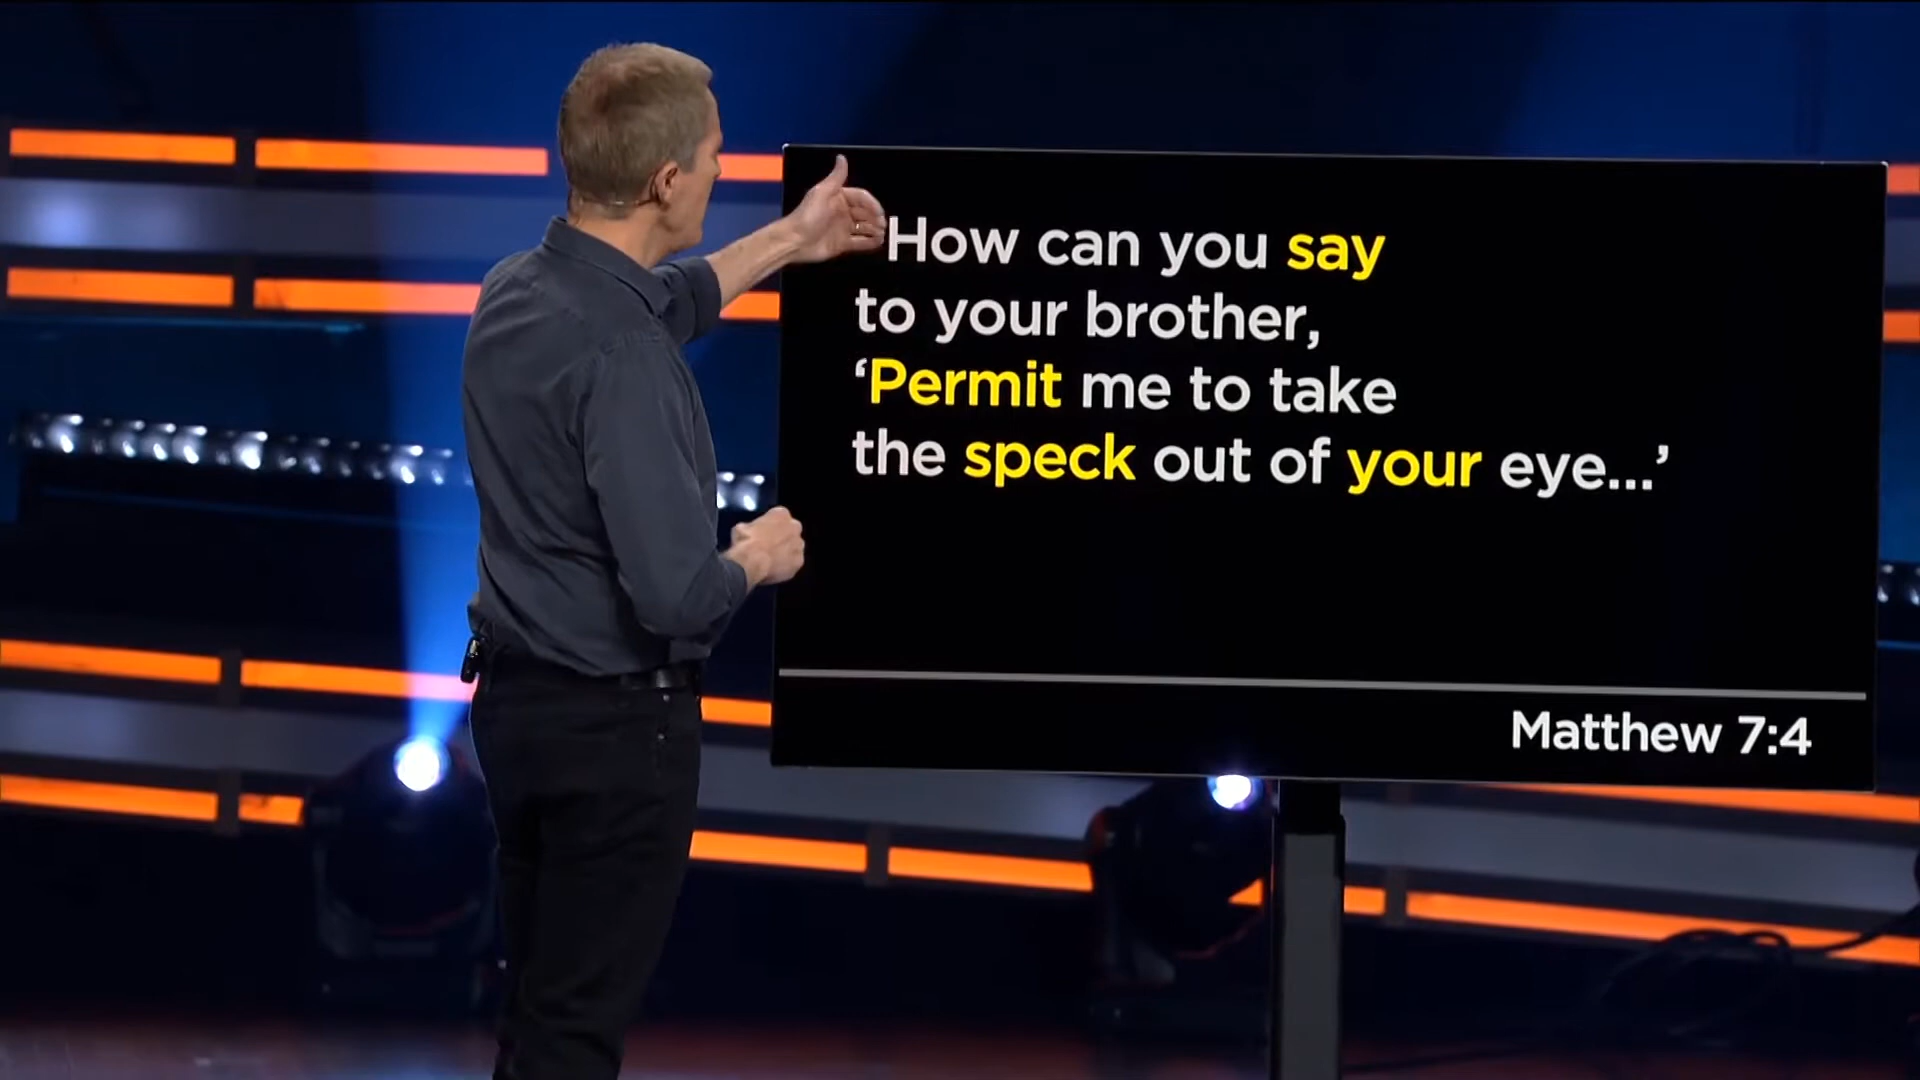 How can you say
to your brother,
‘Permit me to take
the speck out of your eye...’
Matthew 7:4